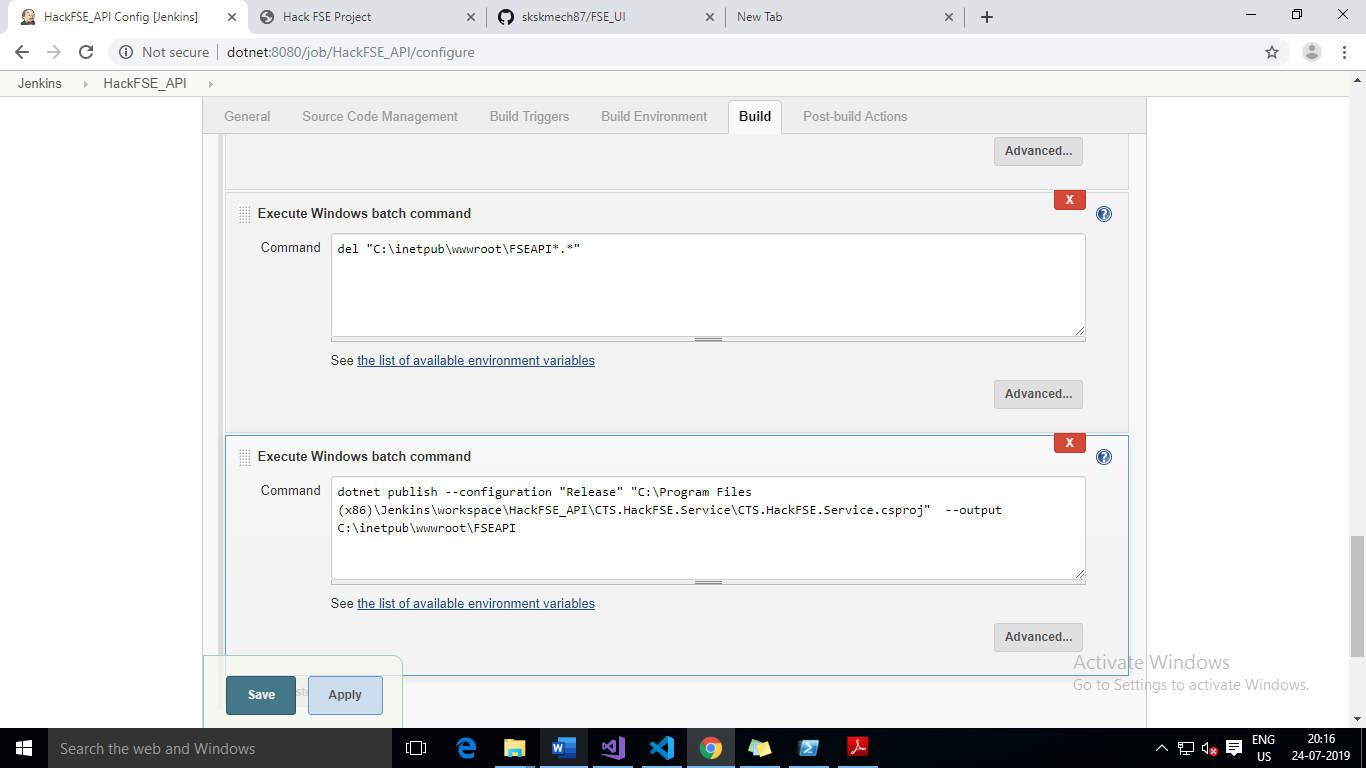 HackFSE_API Config [Jenkins]
Hack FSE Project
skskmech87/FSE_UI
New Tab
Not secure
dotnet:8080/job/HackFSE_API/configure
Jenkins
HackFSE_API
General
Source Code Management
Build Triggers
Build Environment
Build
Post-build Actions
Advanced...
X
Execute Windows batch command
Command
del "C:\inetpub\wwwroot\FSEAPI*.*"
See the list of available environment variables
Advanced...
X
Execute Windows batch command
Command
dotnet publish --configuration "Release" "C:\Program Files
(x86)\Jenkins\workspace\HackFSE_API\CTS.HackFSE.Service\CTS.HackFSE.Service.csproj"  --output
C:\inetpub\wwwroot\FSEAPI
See the list of available environment variables
Advanced...
Activate Windows
Go to Settings to activate Windows.
Save
Apply
Search the web and Windows
ENG
US
20:16
24-07-2019